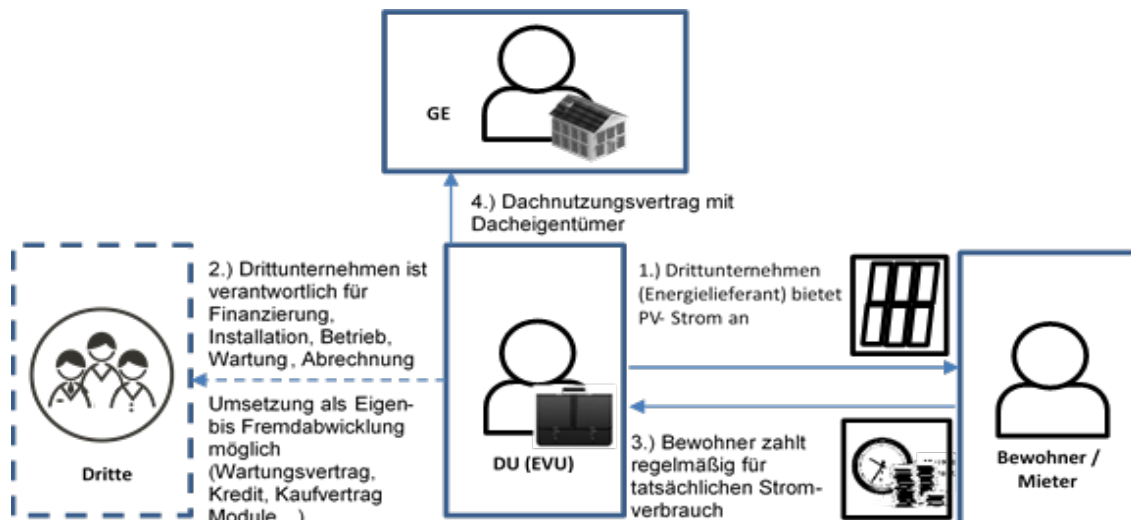 GE
4.) Dachnutzungsvertrag mit
Dacheigentümer
2.) Drittunternehmen ist
verantwortlich für
Finanzierung,
Installation, Betrieb,
Wartung, Abrechnung
Umsetzung als Eigen-
bis Fremdabwicklung
möglich
(Wartungsvertrag,
Kredit, Kaufvertrag
Module...)
Dritte
DU (EVU)
1.) Drittunternehmen
(Energielieferant) bietet
PV- Strom an
3.) Bewohner zahlt
regelmäßig für
tatsächlichen Strom-
verbrauch
Bewohner /
Mieter